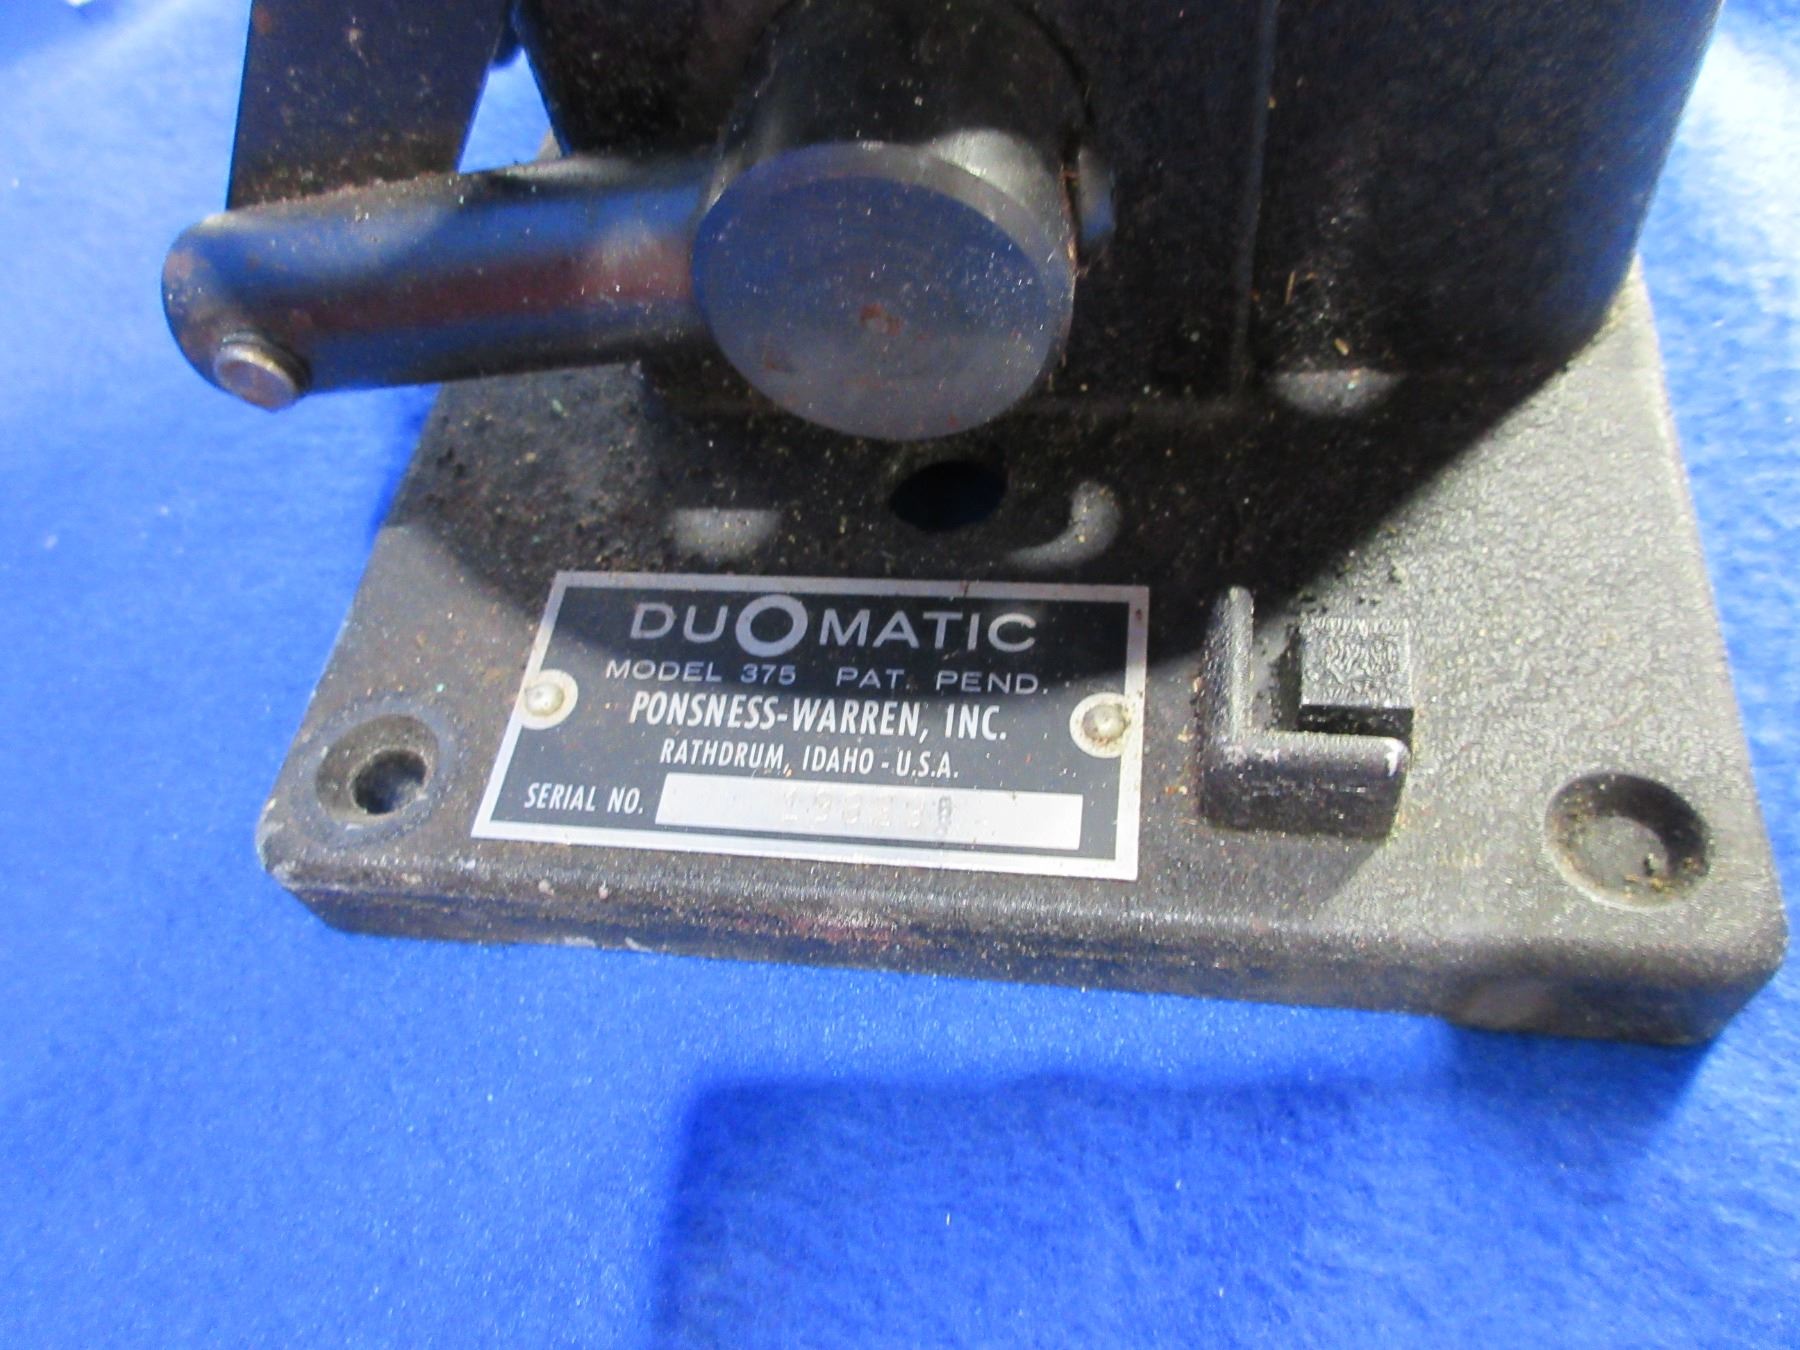 DUOMATIC
MODEL 375 PAT. PEND.
PONSNESS-WARREN, INC.
RATHDRUM, IDAHO - U.S.A.
SERIAL NO.